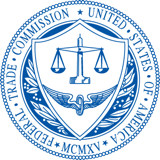 FEDERAL TRADE COMMISSION UNITED STATES OF AMERICA
MCMXV